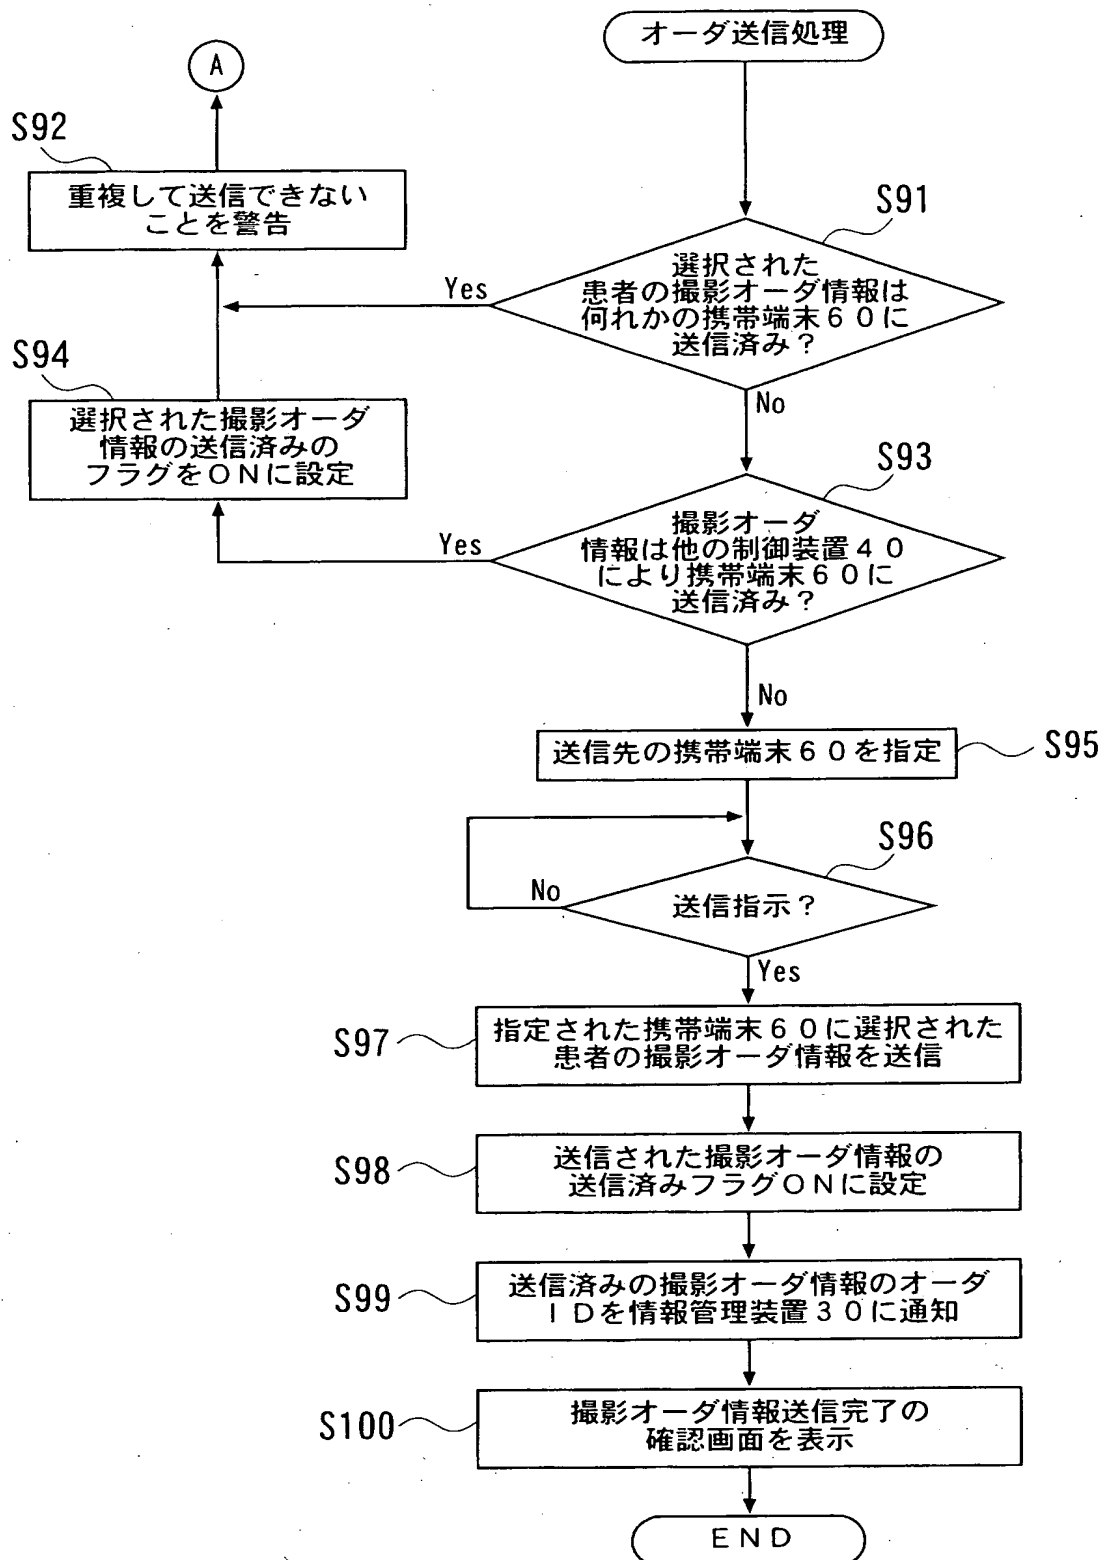 オーダ送信処理
A
S92
重複して送信できない
ことを警告
S91
選択された
患者の撮影オーダ情報は
何れかの携帯端末６０に
送信済み？
Yes
No
S94
選択された撮影オーダ
情報の送信済みの
フラグをＯＮに設定
S93
撮影オーダ
情報は他の制御装置４０
により携帯端末６０に
送信済み？
Yes
No
送信先の携帯端末６０を指定
S95
S96
送信指示？
No
Yes
S97
指定された携帯端末６０に選択された
患者の撮影オーダ情報を送信
S98
送信された撮影オーダ情報の
送信済みフラグＯＮに設定
S99
送信済みの撮影オーダ情報のオーダ
ＩＤを情報管理装置３０に通知
S100
撮影オーダ情報送信完了の
確認画面を表示
ＥＮＤ